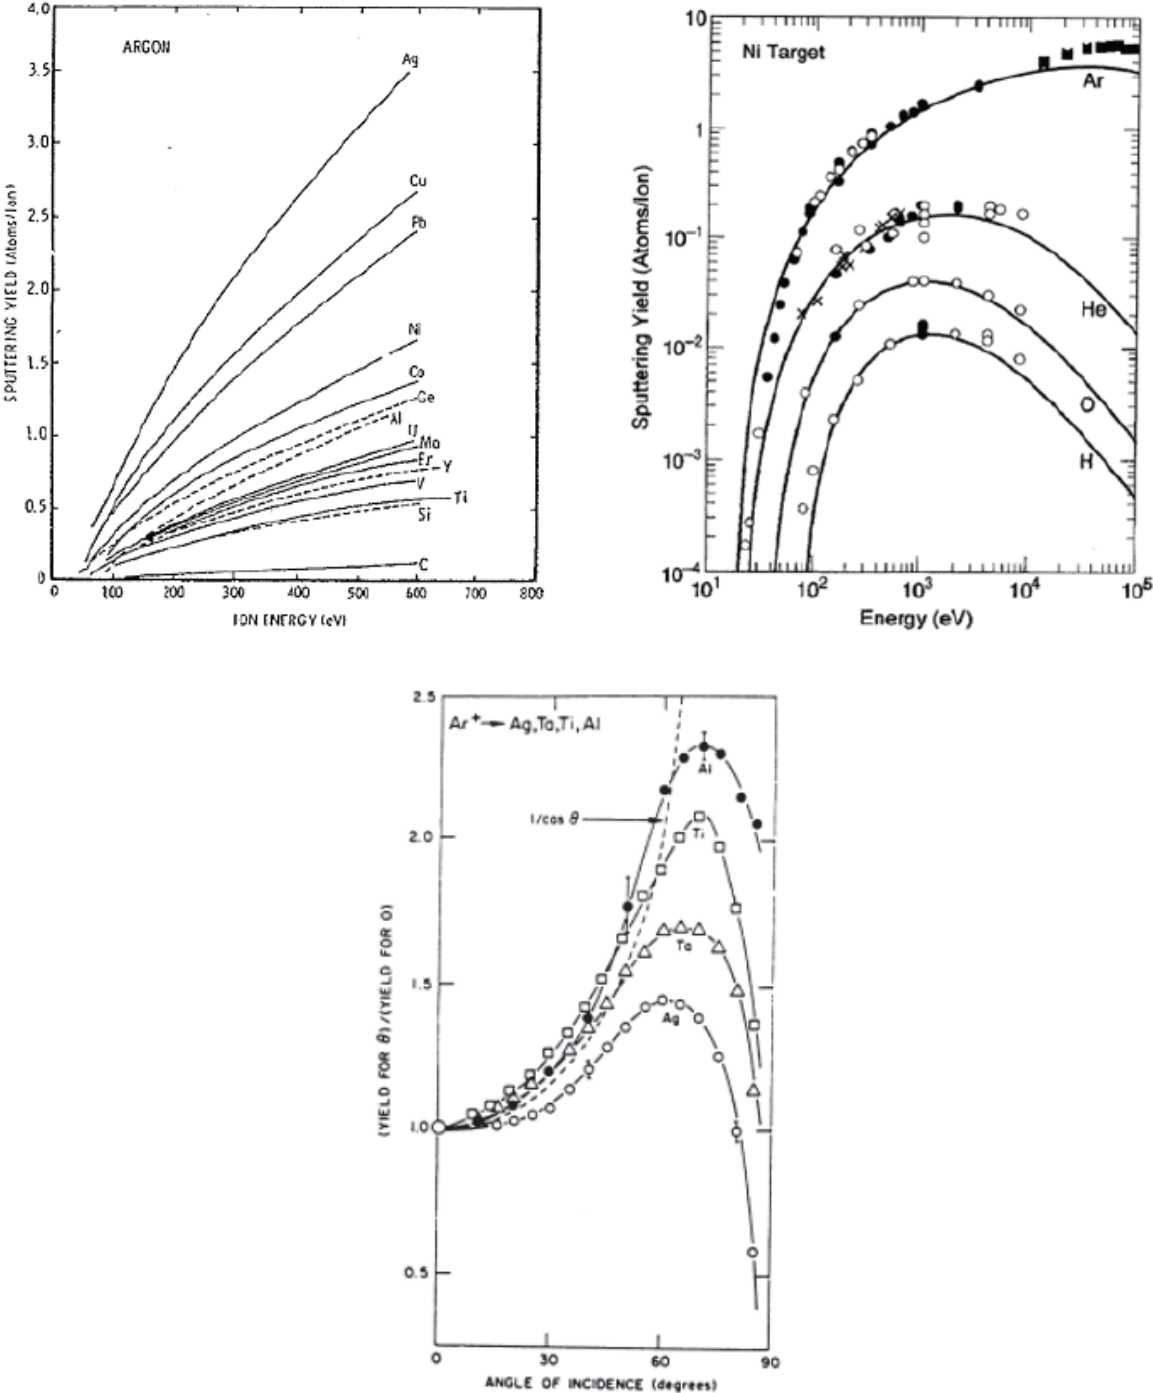 4.0
3.5
3.0
2.5
2.0
1.5
1.0
0.5
0
0 100 200 300 400 500 600 700 800
ION ENERGY (eV)
SPUTTERING YIELD (Atoms/Ion)
ARGON
Ag
Cu
Pb
Ni
Co
Ge
Al
U
Mo
Er
Y
V
Ti
Si
C
10
1
10⁻¹
10⁻²
10⁻³
10⁻⁴
10¹ 10² 10³ 10⁴ 10⁵
Energy (eV)
Sputtering Yield (Atoms/Ion)
Ni Target
Ar
He
H
2.5
2.0
1.5
1.0
0.5
0 30 60 90
ANGLE OF INCIDENCE (degrees)
(YIELD FOR θ)/(YIELD FOR 0)
Ar⁺→Ag,Ta,Ti,Al
1/cos θ
Al
Ti
Ta
Ag